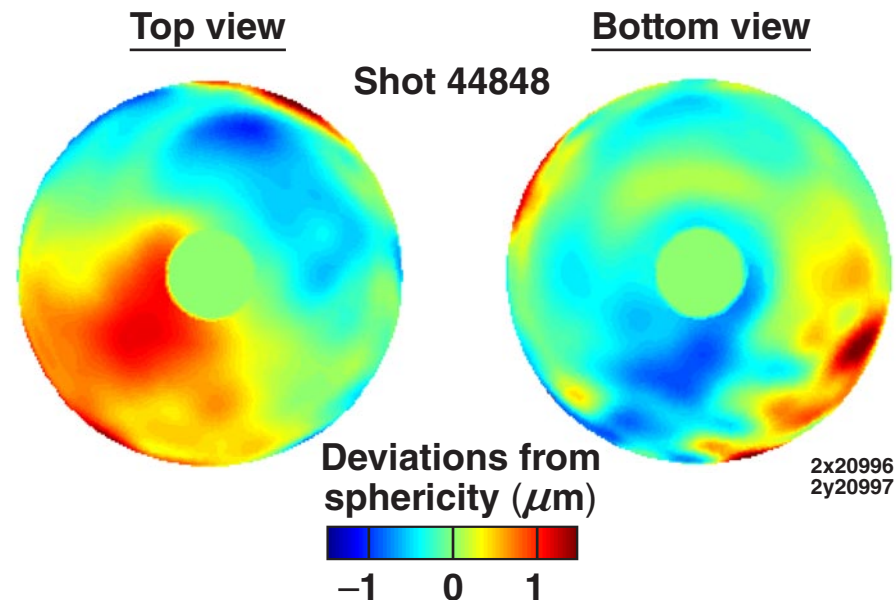 Top view
Bottom view
Shot 44848
Deviations from
sphericity (μm)
2x20996
2y20997
–1 0 1